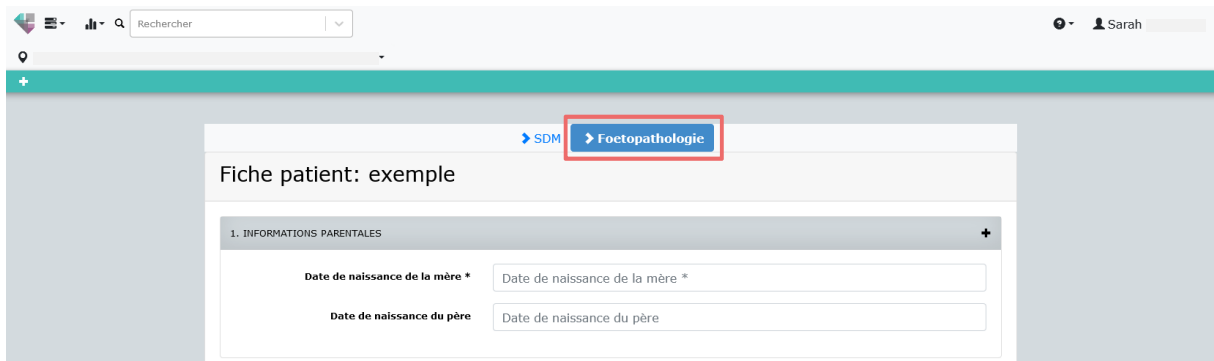 Rechercher
Sarah
SDM
Foetopathologie
Fiche patient: exemple
1. INFORMATIONS PARENTALES
Date de naissance de la mère * Date de naissance de la mère *
Date de naissance du père Date de naissance du père